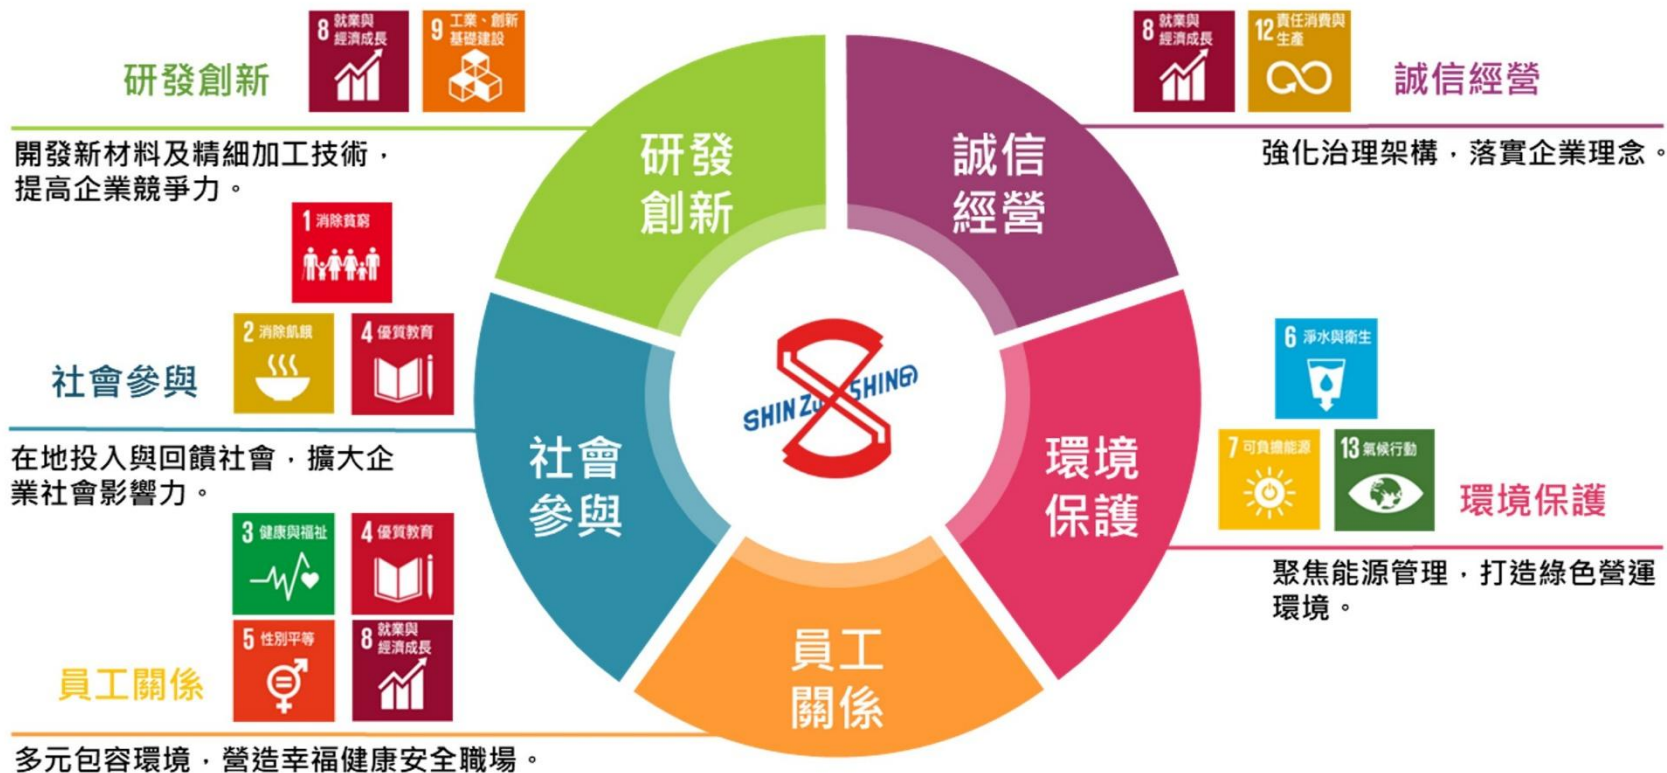 研發創新
8 就業與
經濟成長
9 工業、創新
基礎建設
開發新材料及精細加工技術，
提高企業競爭力。
1 消除貧窮
2 消除飢餓
4 優質教育
社會參與
在地投入與回饋社會，擴大企
業社會影響力。
3 健康與福祉
4 優質教育
5 性別平等
8 就業與
經濟成長
員工關係
多元包容環境，營造幸福健康安全職場。
研發
創新
誠信
經營
社會
參與
環境
保護
員工
關係
SHIN ZU SHING
8 就業與
經濟成長
12 責任消費與
生產
誠信經營
強化治理架構，落實企業理念。
6 淨水與衛生
7 可負擔能源
13 氣候行動
環境保護
聚焦能源管理，打造綠色營運
環境。